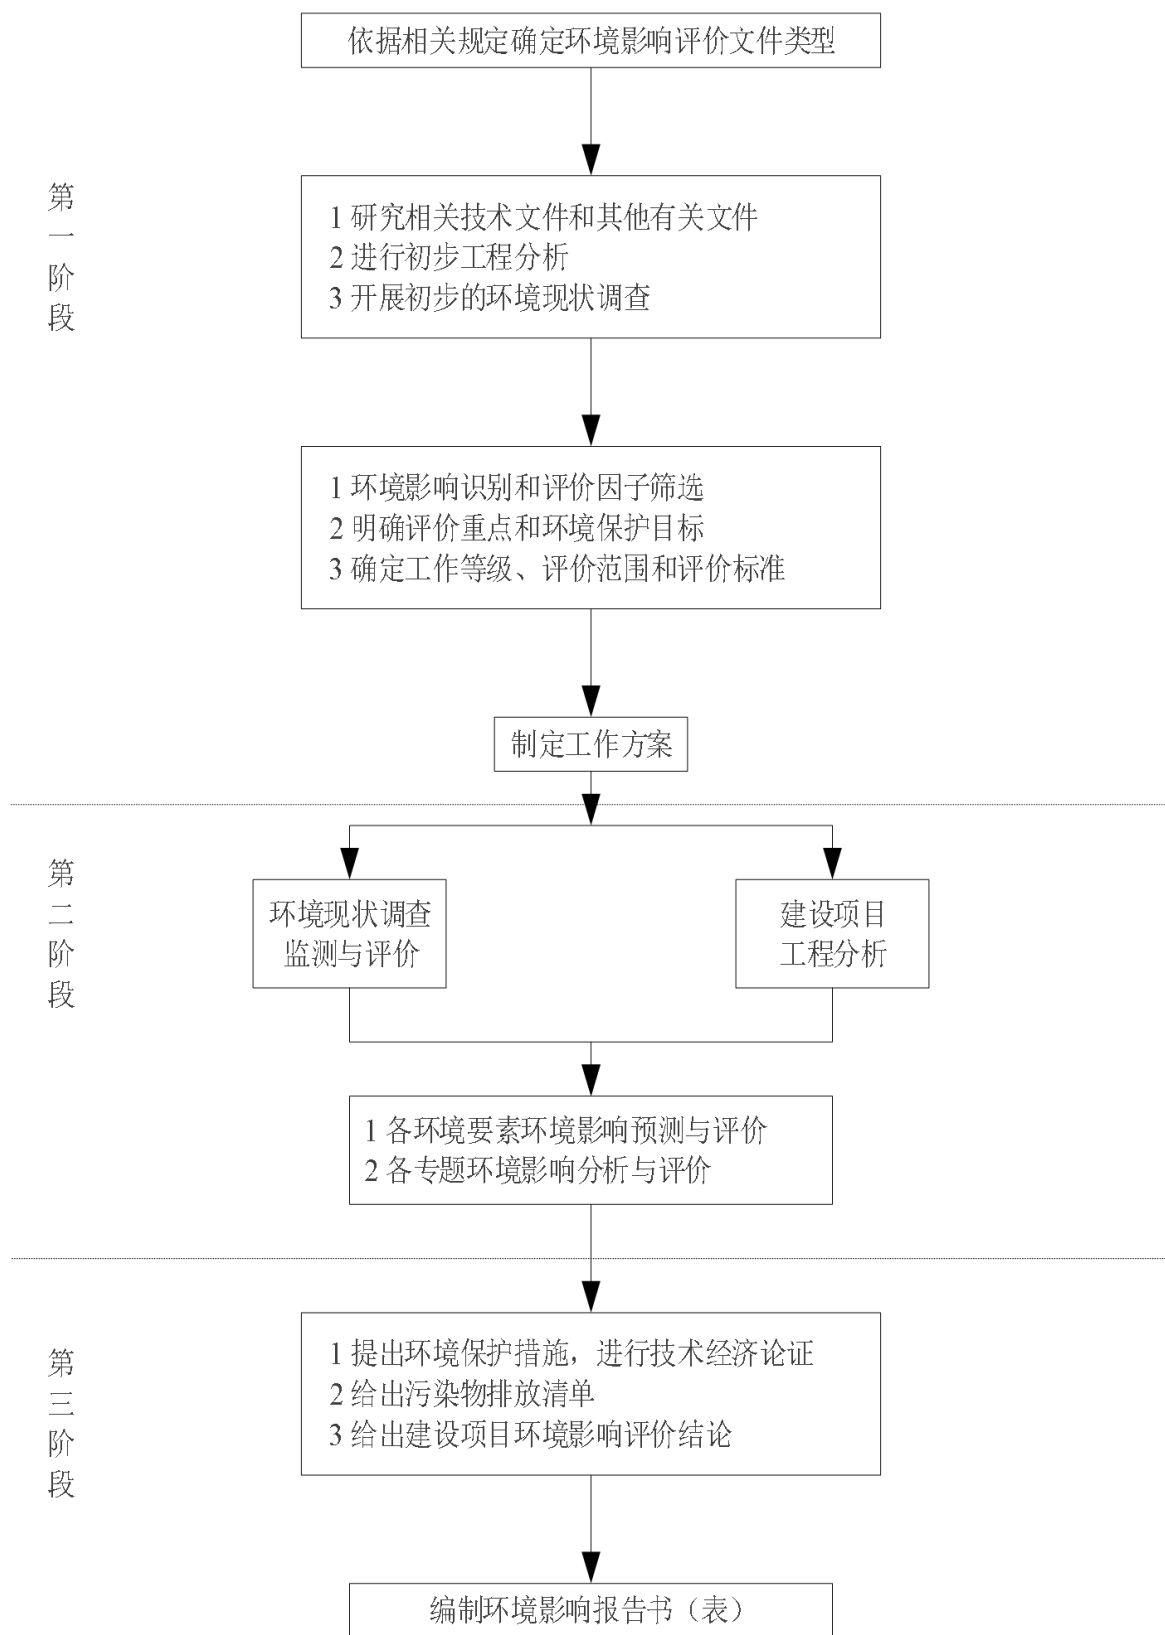 依据相关规定确定环境影响评价文件类型
第一阶段
1 研究相关技术文件和其他有关文件
2 进行初步工程分析
3 开展初步的环境现状调查
1 环境影响识别和评价因子筛选
2 明确评价重点和环境保护目标
3 确定工作等级、评价范围和评价标准
制定工作方案
第二阶段
环境现状调查
监测与评价
建设项目
工程分析
1 各环境要素环境影响预测与评价
2 各专题环境影响分析与评价
第三阶段
1 提出环境保护措施，进行技术经济论证
2 给出污染物排放清单
3 给出建设项目环境影响评价结论
编制环境影响报告书（表）